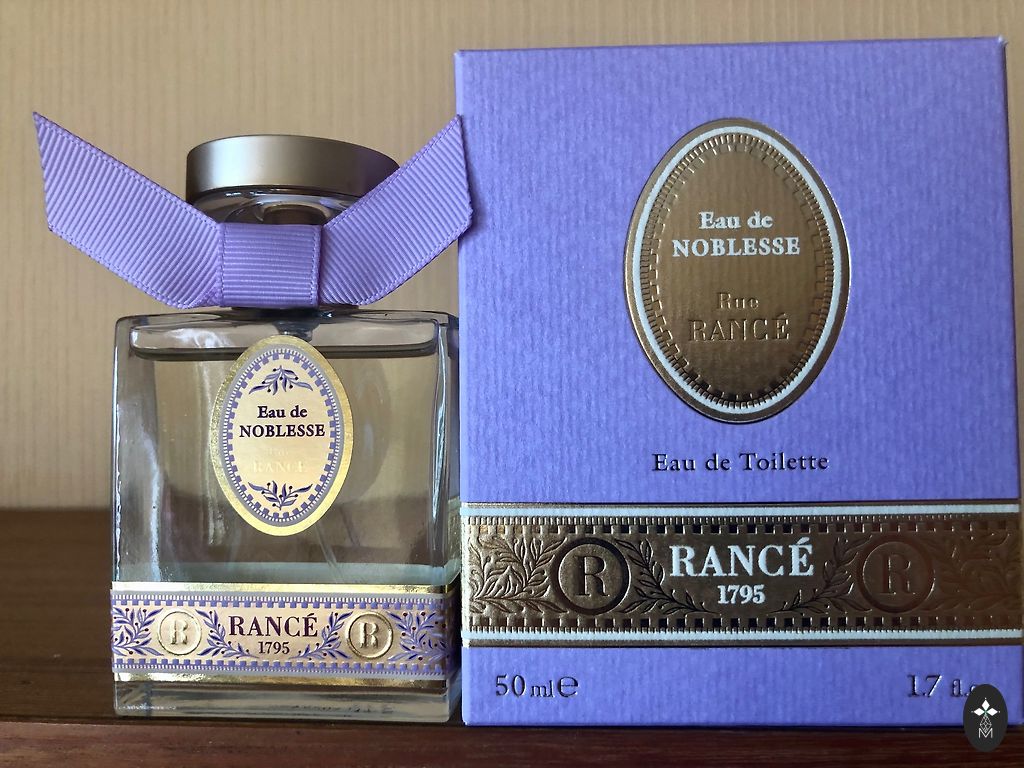 Eau de
NOBLESSE
Rue
RANCÉ
R
RANCÉ
1795
R
Eau de
NOBLESSE
Rue
RANCÉ
Eau de Toilette
R
RANCÉ
1795
R
50 ml e
1.7 fl.
M